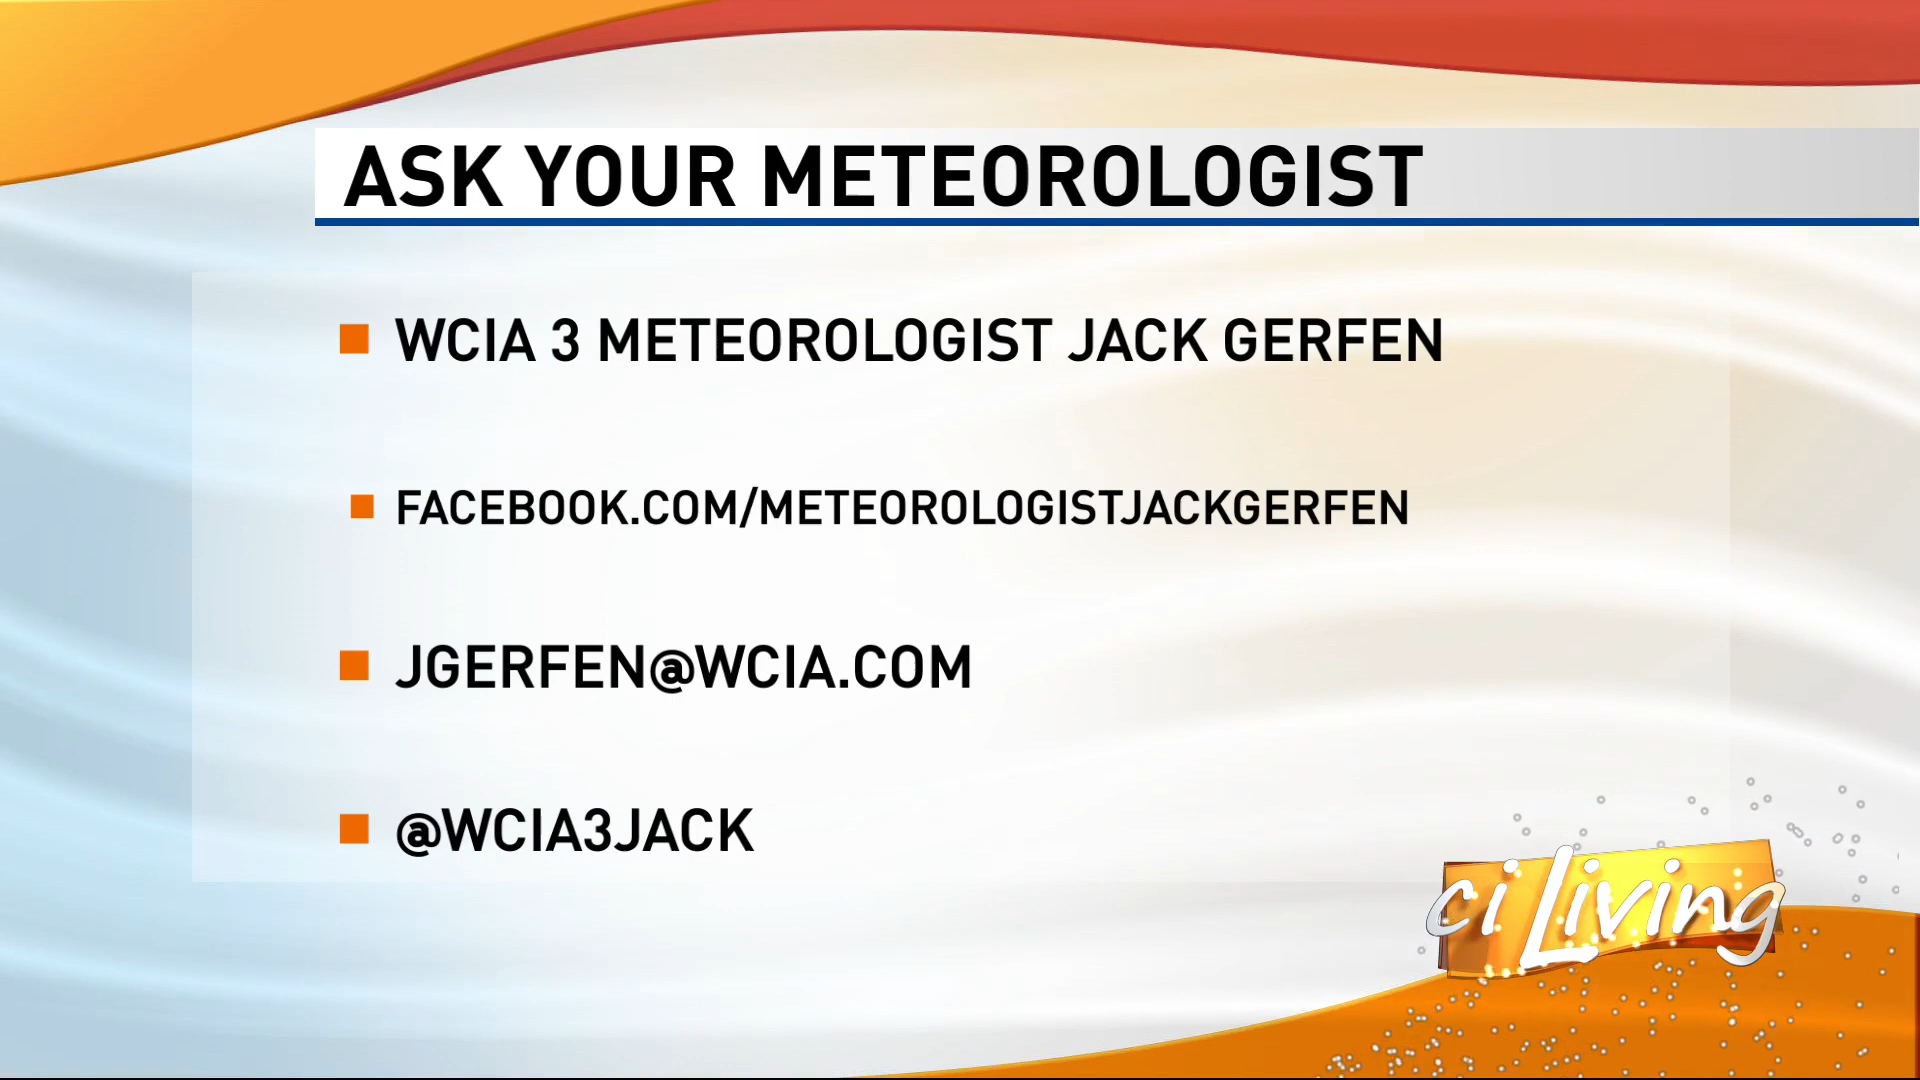 ASK YOUR METEOROLOGIST
WCIA 3 METEOROLOGIST JACK GERFEN
FACEBOOK.COM/METEOROLOGISTJACKGERFEN
JGERFEN@WCIA.COM
@WCIA3JACK
ci Living